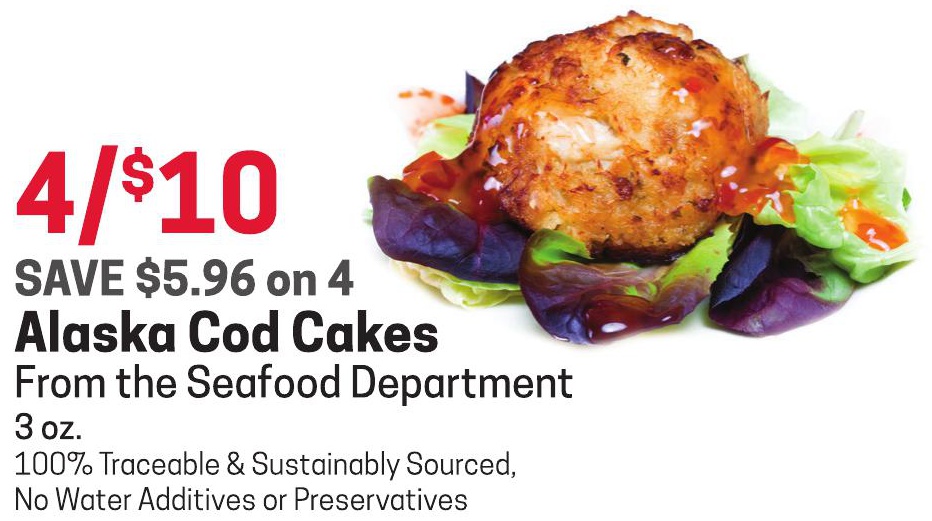 4/$10
SAVE $5.96 on 4
Alaska Cod Cakes
From the Seafood Department
3 oz.
100% Traceable & Sustainably Sourced,
No Water Additives or Preservatives